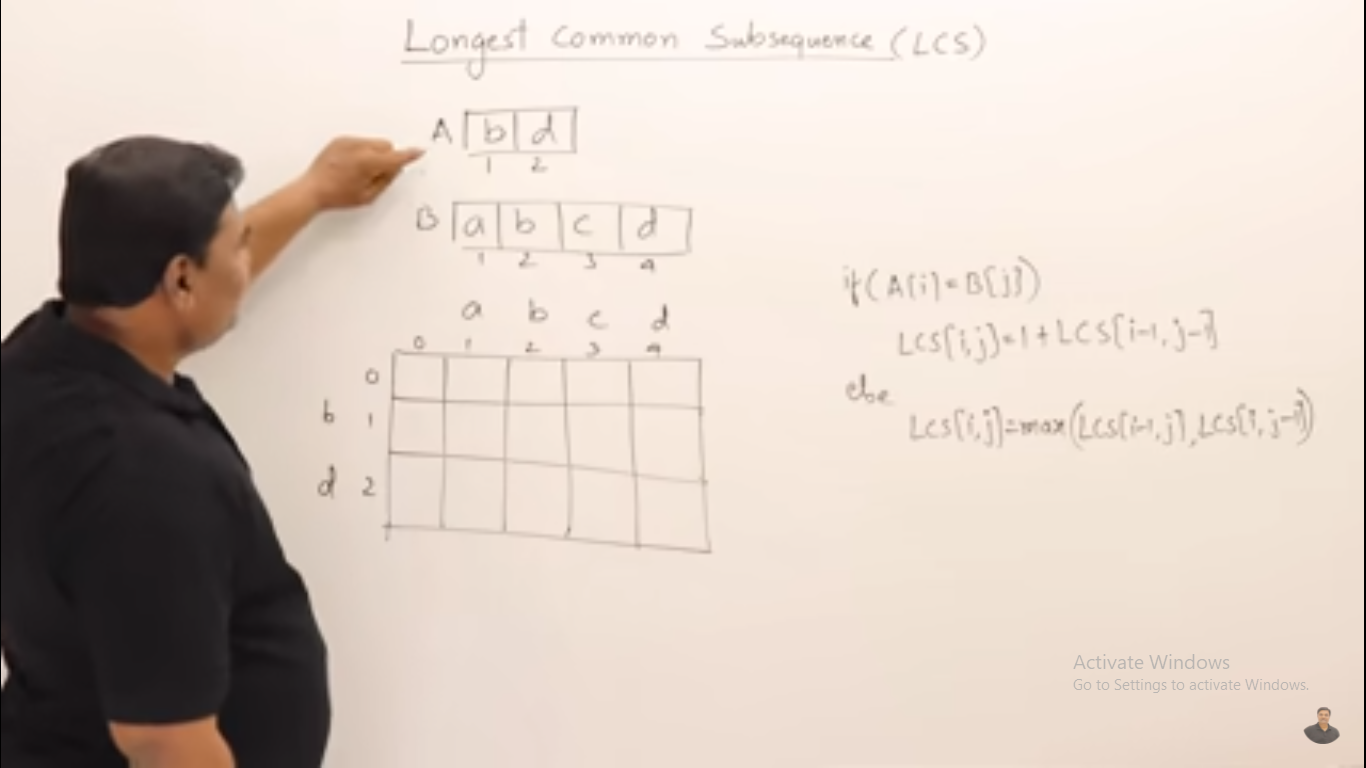 Longest Common Subsequence (LCS)
A b d
1 2
B a b c d
1 2 3 4
a b c d
0 1 2 3 4
0
b 1
d 2
if(A[i]=B[j])
LCS[i,j]=1+LCS[i-1,j-1]
else
LCS[i,j]=max(LCS[i-1,j],LCS[i,j-1])
Activate Windows
Go to Settings to activate Windows.